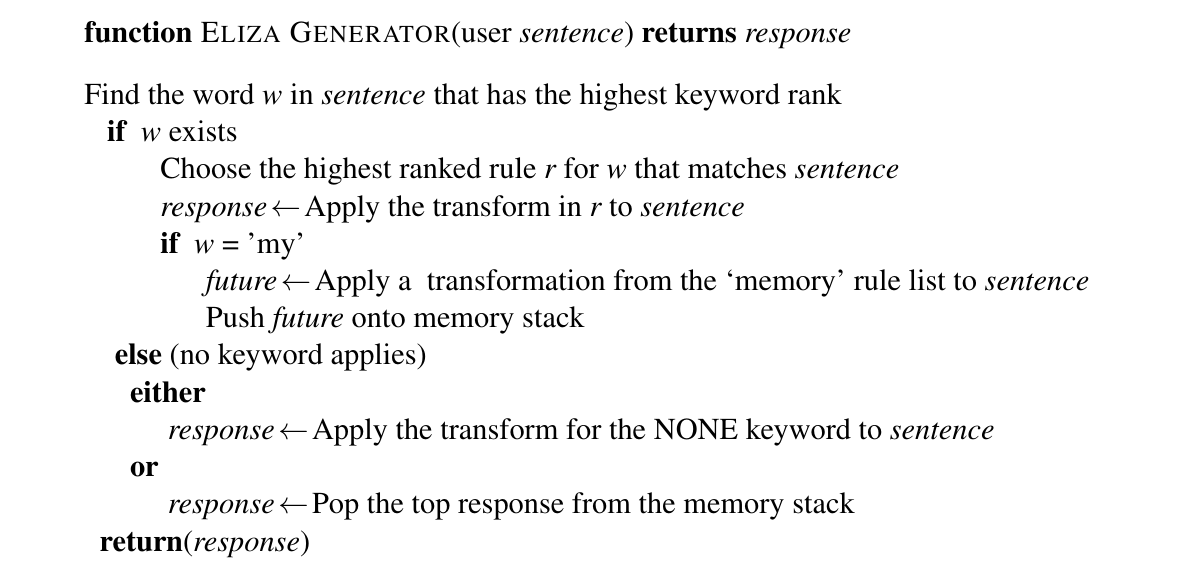 function ELIZA GENERATOR(user sentence) returns response
Find the word w in sentence that has the highest keyword rank
if w exists
Choose the highest ranked rule r for w that matches sentence
response ← Apply the transform in r to sentence
if w = 'my'
future ← Apply a transformation from the ‘memory’ rule list to sentence
Push future onto memory stack
else (no keyword applies)
either
response ← Apply the transform for the NONE keyword to sentence
or
response ← Pop the top response from the memory stack
return(response)